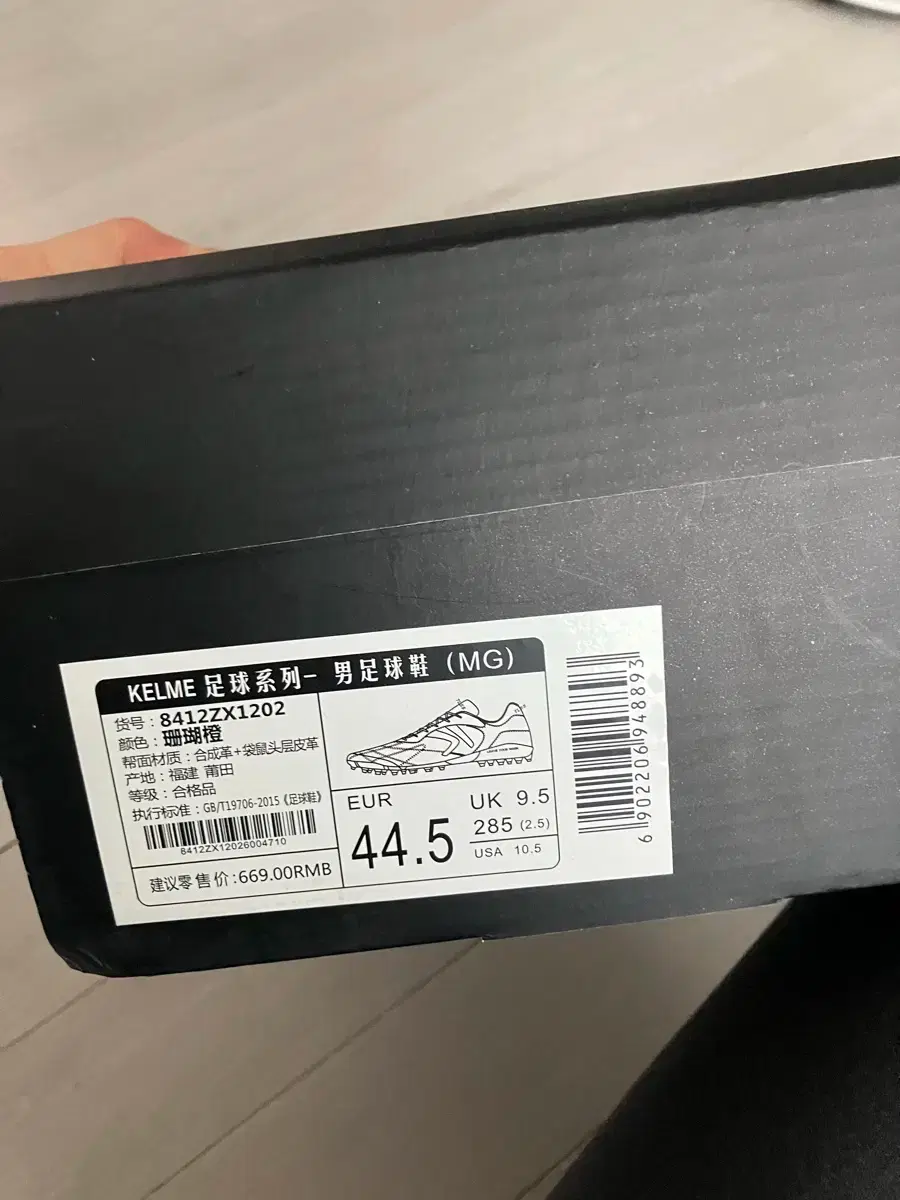 KELME 足球系列- 男足球鞋 (MG)
货号:8412ZX1202
颜色:珊瑚橙
帮面材质:合成革+袋鼠头层皮革
产地:福建 莆田
等级:合格品
执行标准:GB/T19706-2015《足球鞋》
8412ZX12026004710
建议零售价:669.00RMB
EUR
44.5
UK 9.5
285 (2.5)
USA 10.5
6902206948893